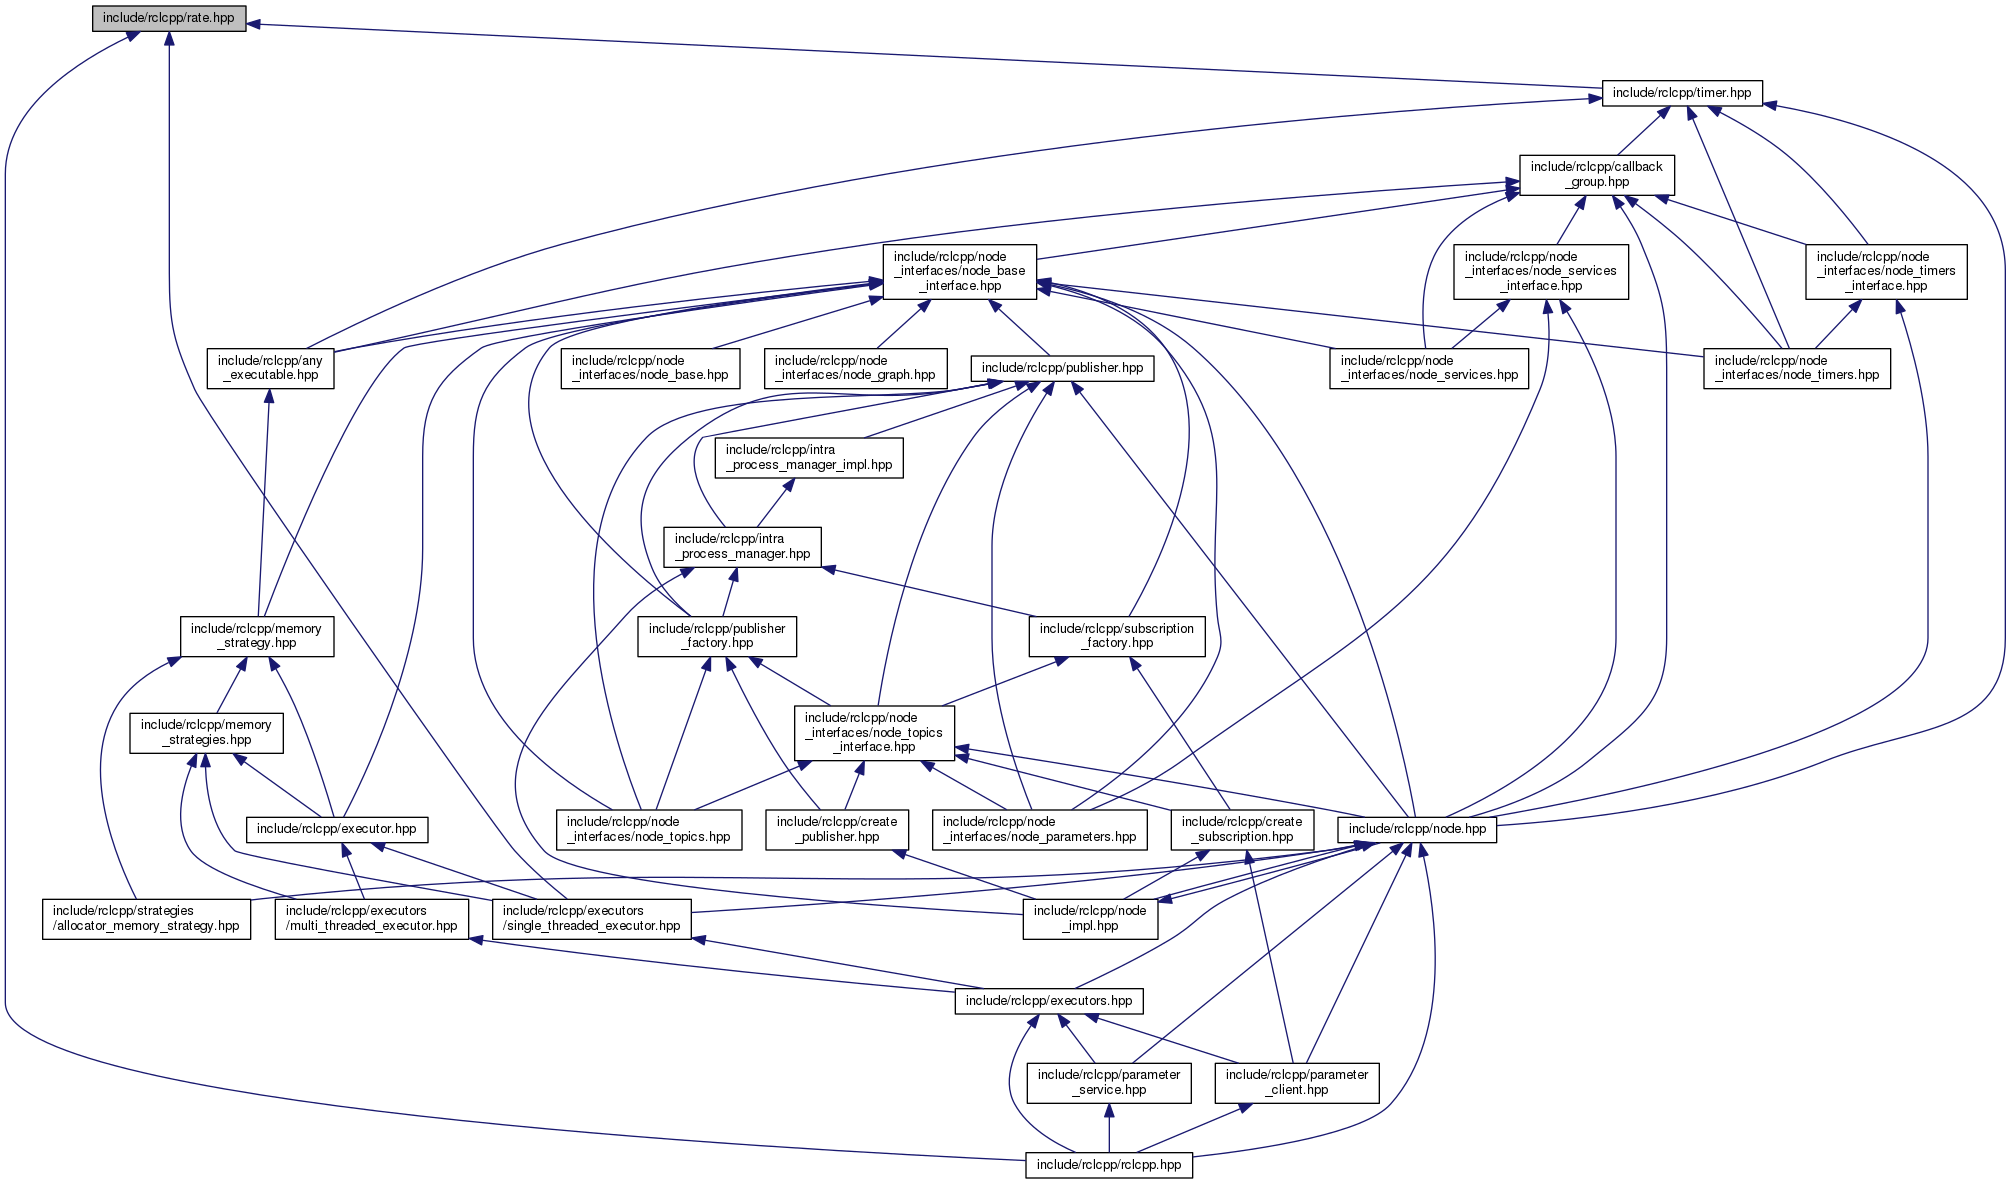 include/rclcpp/rate.hpp
include/rclcpp/timer.hpp
include/rclcpp/callback
_group.hpp
include/rclcpp/node
_interfaces/node_base
_interface.hpp
include/rclcpp/node
_interfaces/node_services
_interface.hpp
include/rclcpp/node
_interfaces/node_timers
_interface.hpp
include/rclcpp/any
_executable.hpp
include/rclcpp/node
_interfaces/node_base.hpp
include/rclcpp/node
_interfaces/node_graph.hpp
include/rclcpp/publisher.hpp
include/rclcpp/node
_interfaces/node_services.hpp
include/rclcpp/node
_interfaces/node_timers.hpp
include/rclcpp/intra
_process_manager_impl.hpp
include/rclcpp/intra
_process_manager.hpp
include/rclcpp/memory
_strategy.hpp
include/rclcpp/publisher
_factory.hpp
include/rclcpp/subscription
_factory.hpp
include/rclcpp/memory
_strategies.hpp
include/rclcpp/node
_interfaces/node_topics
_interface.hpp
include/rclcpp/executor.hpp
include/rclcpp/node
_interfaces/node_topics.hpp
include/rclcpp/create
_publisher.hpp
include/rclcpp/node
_interfaces/node_parameters.hpp
include/rclcpp/create
_subscription.hpp
include/rclcpp/node.hpp
include/rclcpp/strategies
/allocator_memory_strategy.hpp
include/rclcpp/executors
/multi_threaded_executor.hpp
include/rclcpp/executors
/single_threaded_executor.hpp
include/rclcpp/node
_impl.hpp
include/rclcpp/executors.hpp
include/rclcpp/parameter
_service.hpp
include/rclcpp/parameter
_client.hpp
include/rclcpp/rclcpp.hpp